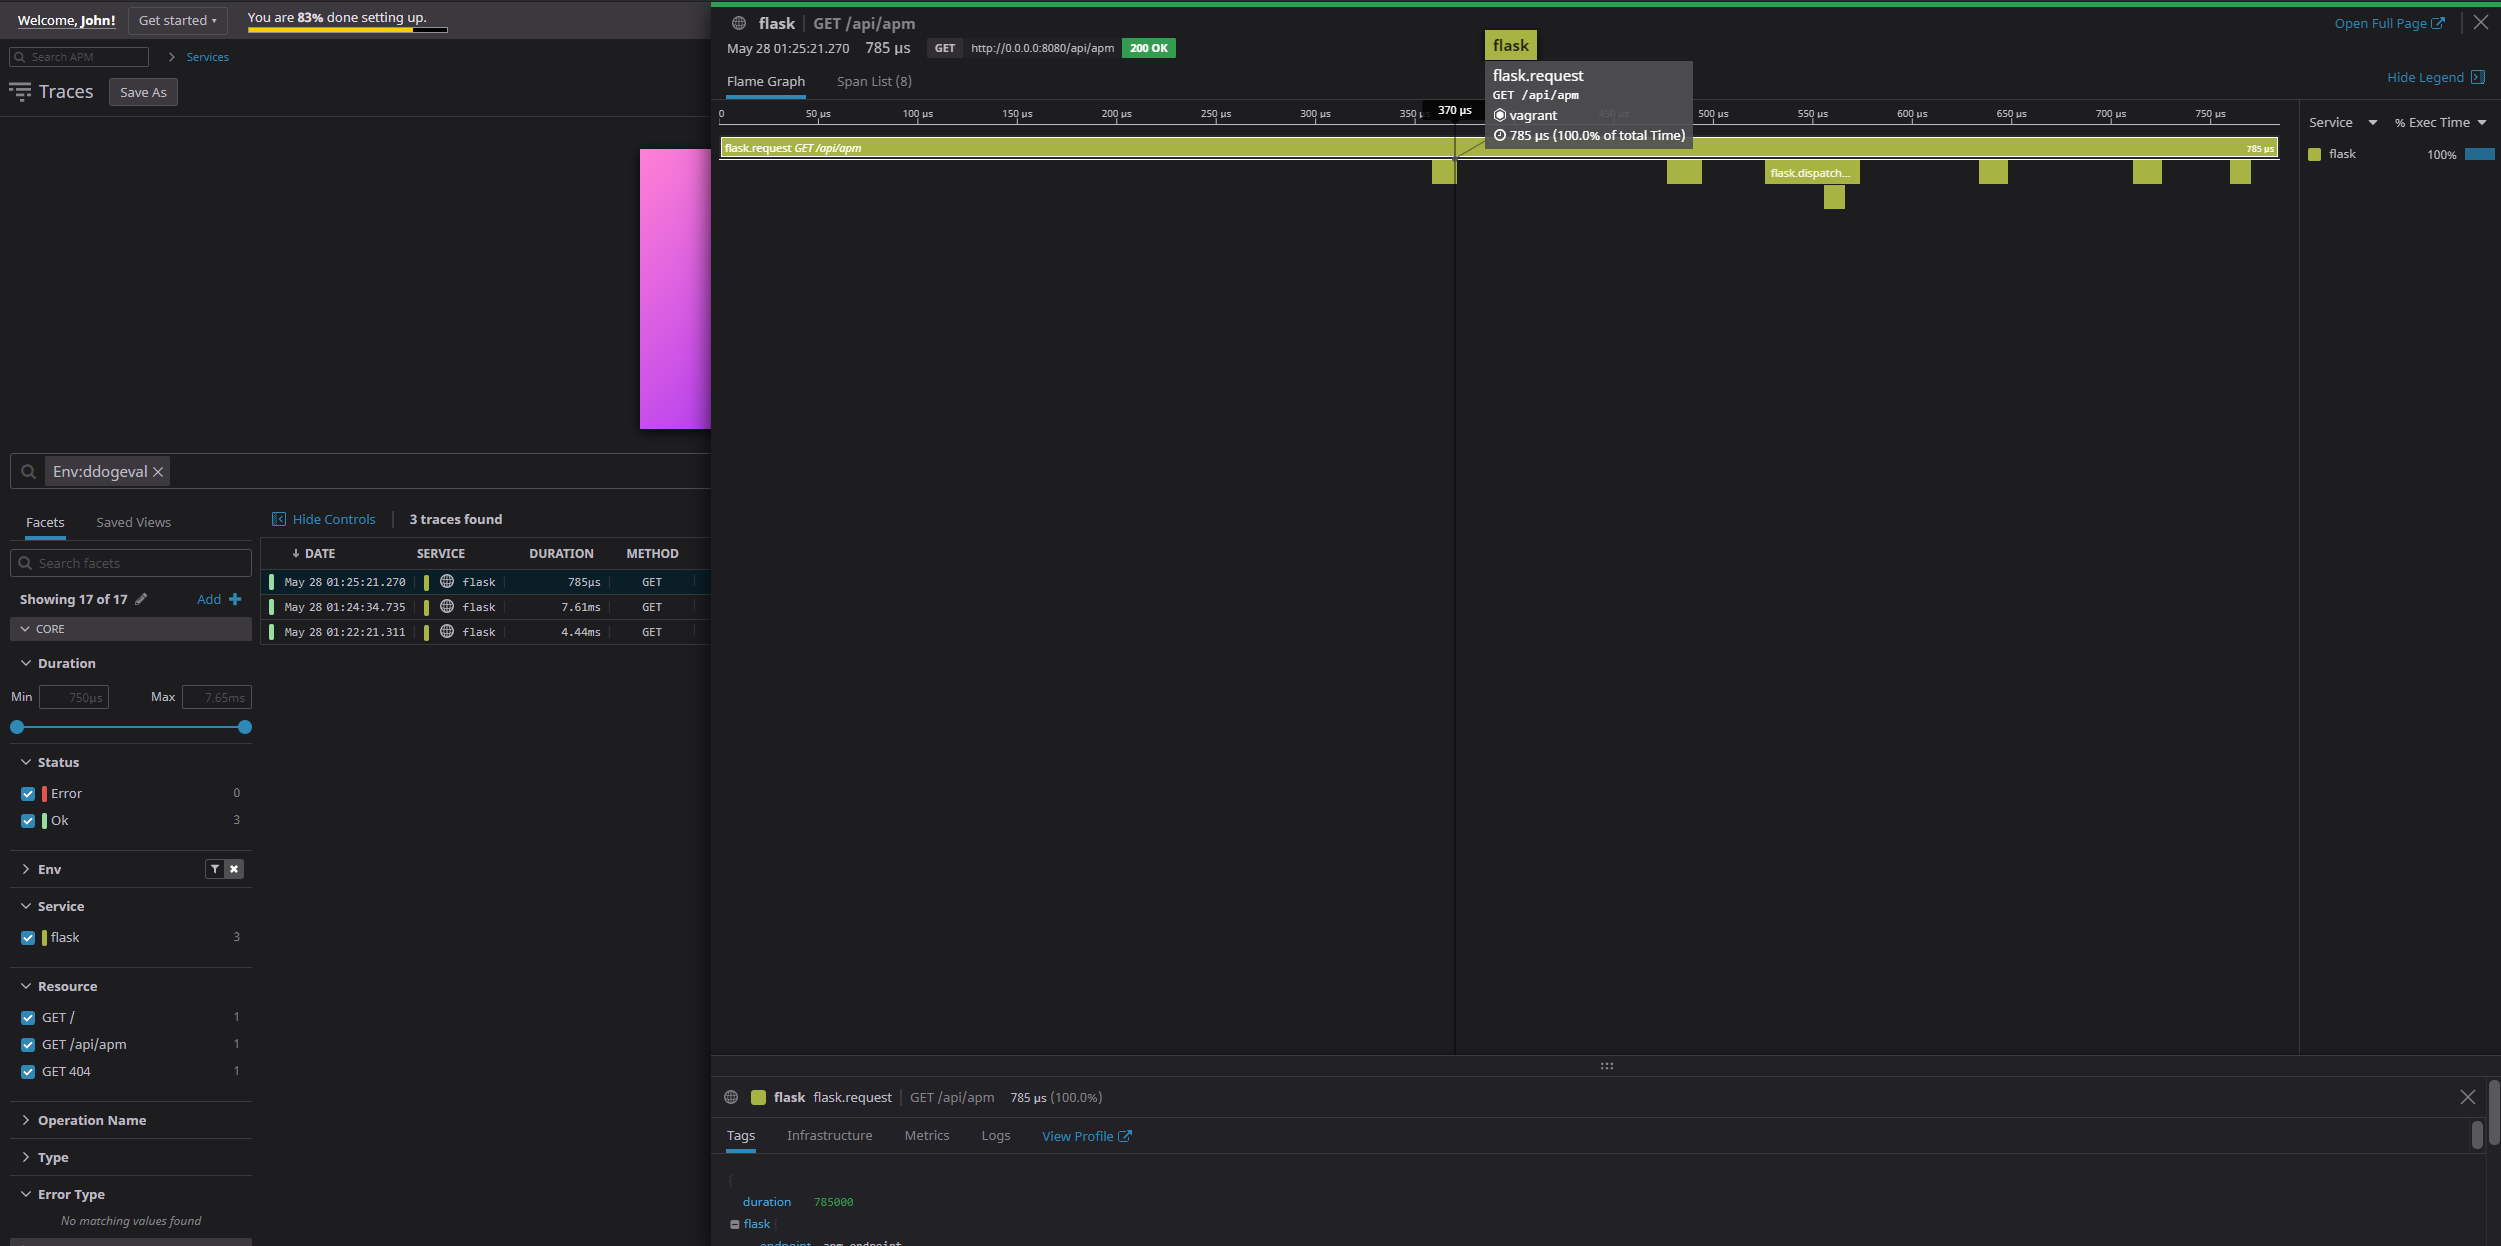 Welcome, John!
Get started
You are 83% done setting up.
Search APM
Services
Traces
Save As
Env:ddogeval
Facets
Saved Views
Search facets
Showing 17 of 17
Add
CORE
Duration
Min
750µs
Max
7.65ms
Status
Error 0
Ok 3
Env
Service
flask 3
Resource
GET / 1
GET /api/apm 1
GET 404 1
Operation Name
Type
Error Type
No matching values found
Hide Controls
3 traces found
DATE SERVICE DURATION METHOD
May 28 01:25:21.270 flask 785µs GET
May 28 01:24:34.735 flask 7.61ms GET
May 28 01:22:21.311 flask 4.44ms GET
flask GET /api/apm
Open Full Page
May 28 01:25:21.270 785 µs GET http://0.0.0.0:8080/api/apm 200 OK
Flame Graph
Span List (8)
Hide Legend
flask
flask.request
GET /api/apm
vagrant
785 µs (100.0% of total Time)
0 50 µs 100 µs 150 µs 200 µs 250 µs 300 µs 350 370 µs 500 µs 550 µs 600 µs 650 µs 700 µs 750 µs
flask.request GET /api/apm 785 µs
flask.dispatch...
Service % Exec Time
flask 100%
flask flask.request GET /api/apm 785 µs (100.0%)
Tags
Infrastructure
Metrics
Logs
View Profile
{
duration 785000
flask {
endpoint apm_endpoint